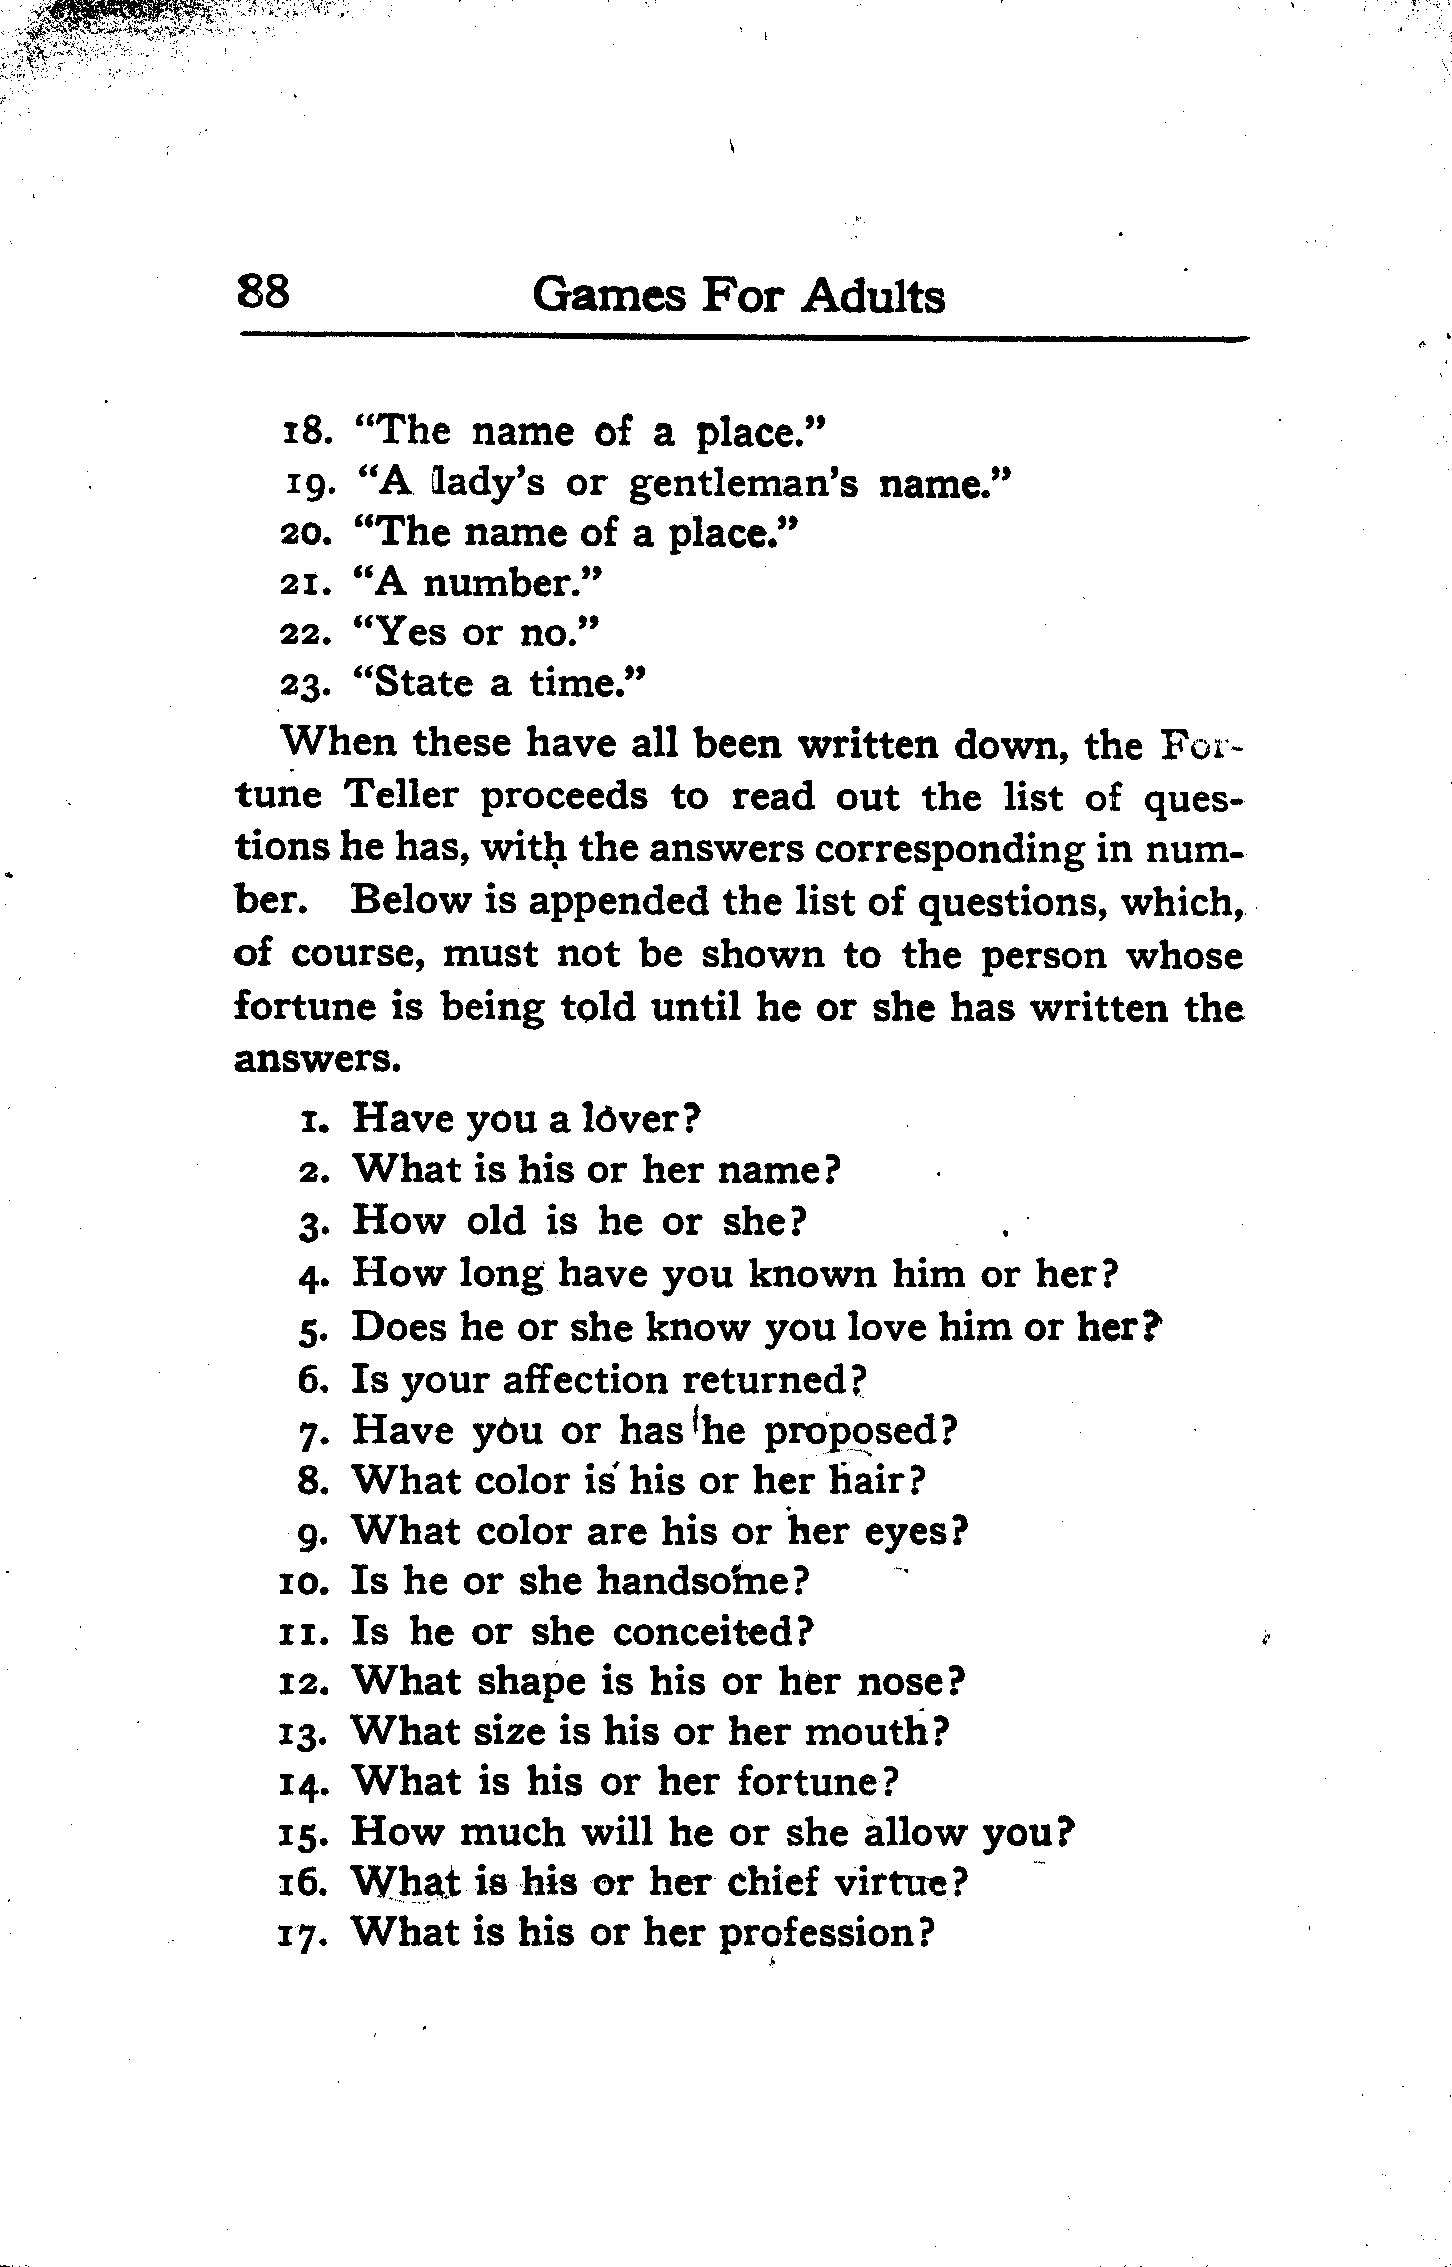 88 Games For Adults
18. “The name of a place.”
19. “A lady’s or gentleman’s name.”
20. “The name of a place.”
21. “A number.”
22. “Yes or no.”
23. “State a time.”
When these have all been written down, the For-
tune Teller proceeds to read out the list of ques-
tions he has, with the answers corresponding in num-
ber. Below is appended the list of questions, which,
of course, must not be shown to the person whose
fortune is being told until he or she has written the
answers.
1. Have you a lover?
2. What is his or her name?
3. How old is he or she?
4. How long have you known him or her?
5. Does he or she know you love him or her?
6. Is your affection returned?
7. Have you or has he proposed?
8. What color is his or her hair?
9. What color are his or her eyes?
10. Is he or she handsome?
11. Is he or she conceited?
12. What shape is his or her nose?
13. What size is his or her mouth?
14. What is his or her fortune?
15. How much will he or she allow you?
16. What is his or her chief virtue?
17. What is his or her profession?